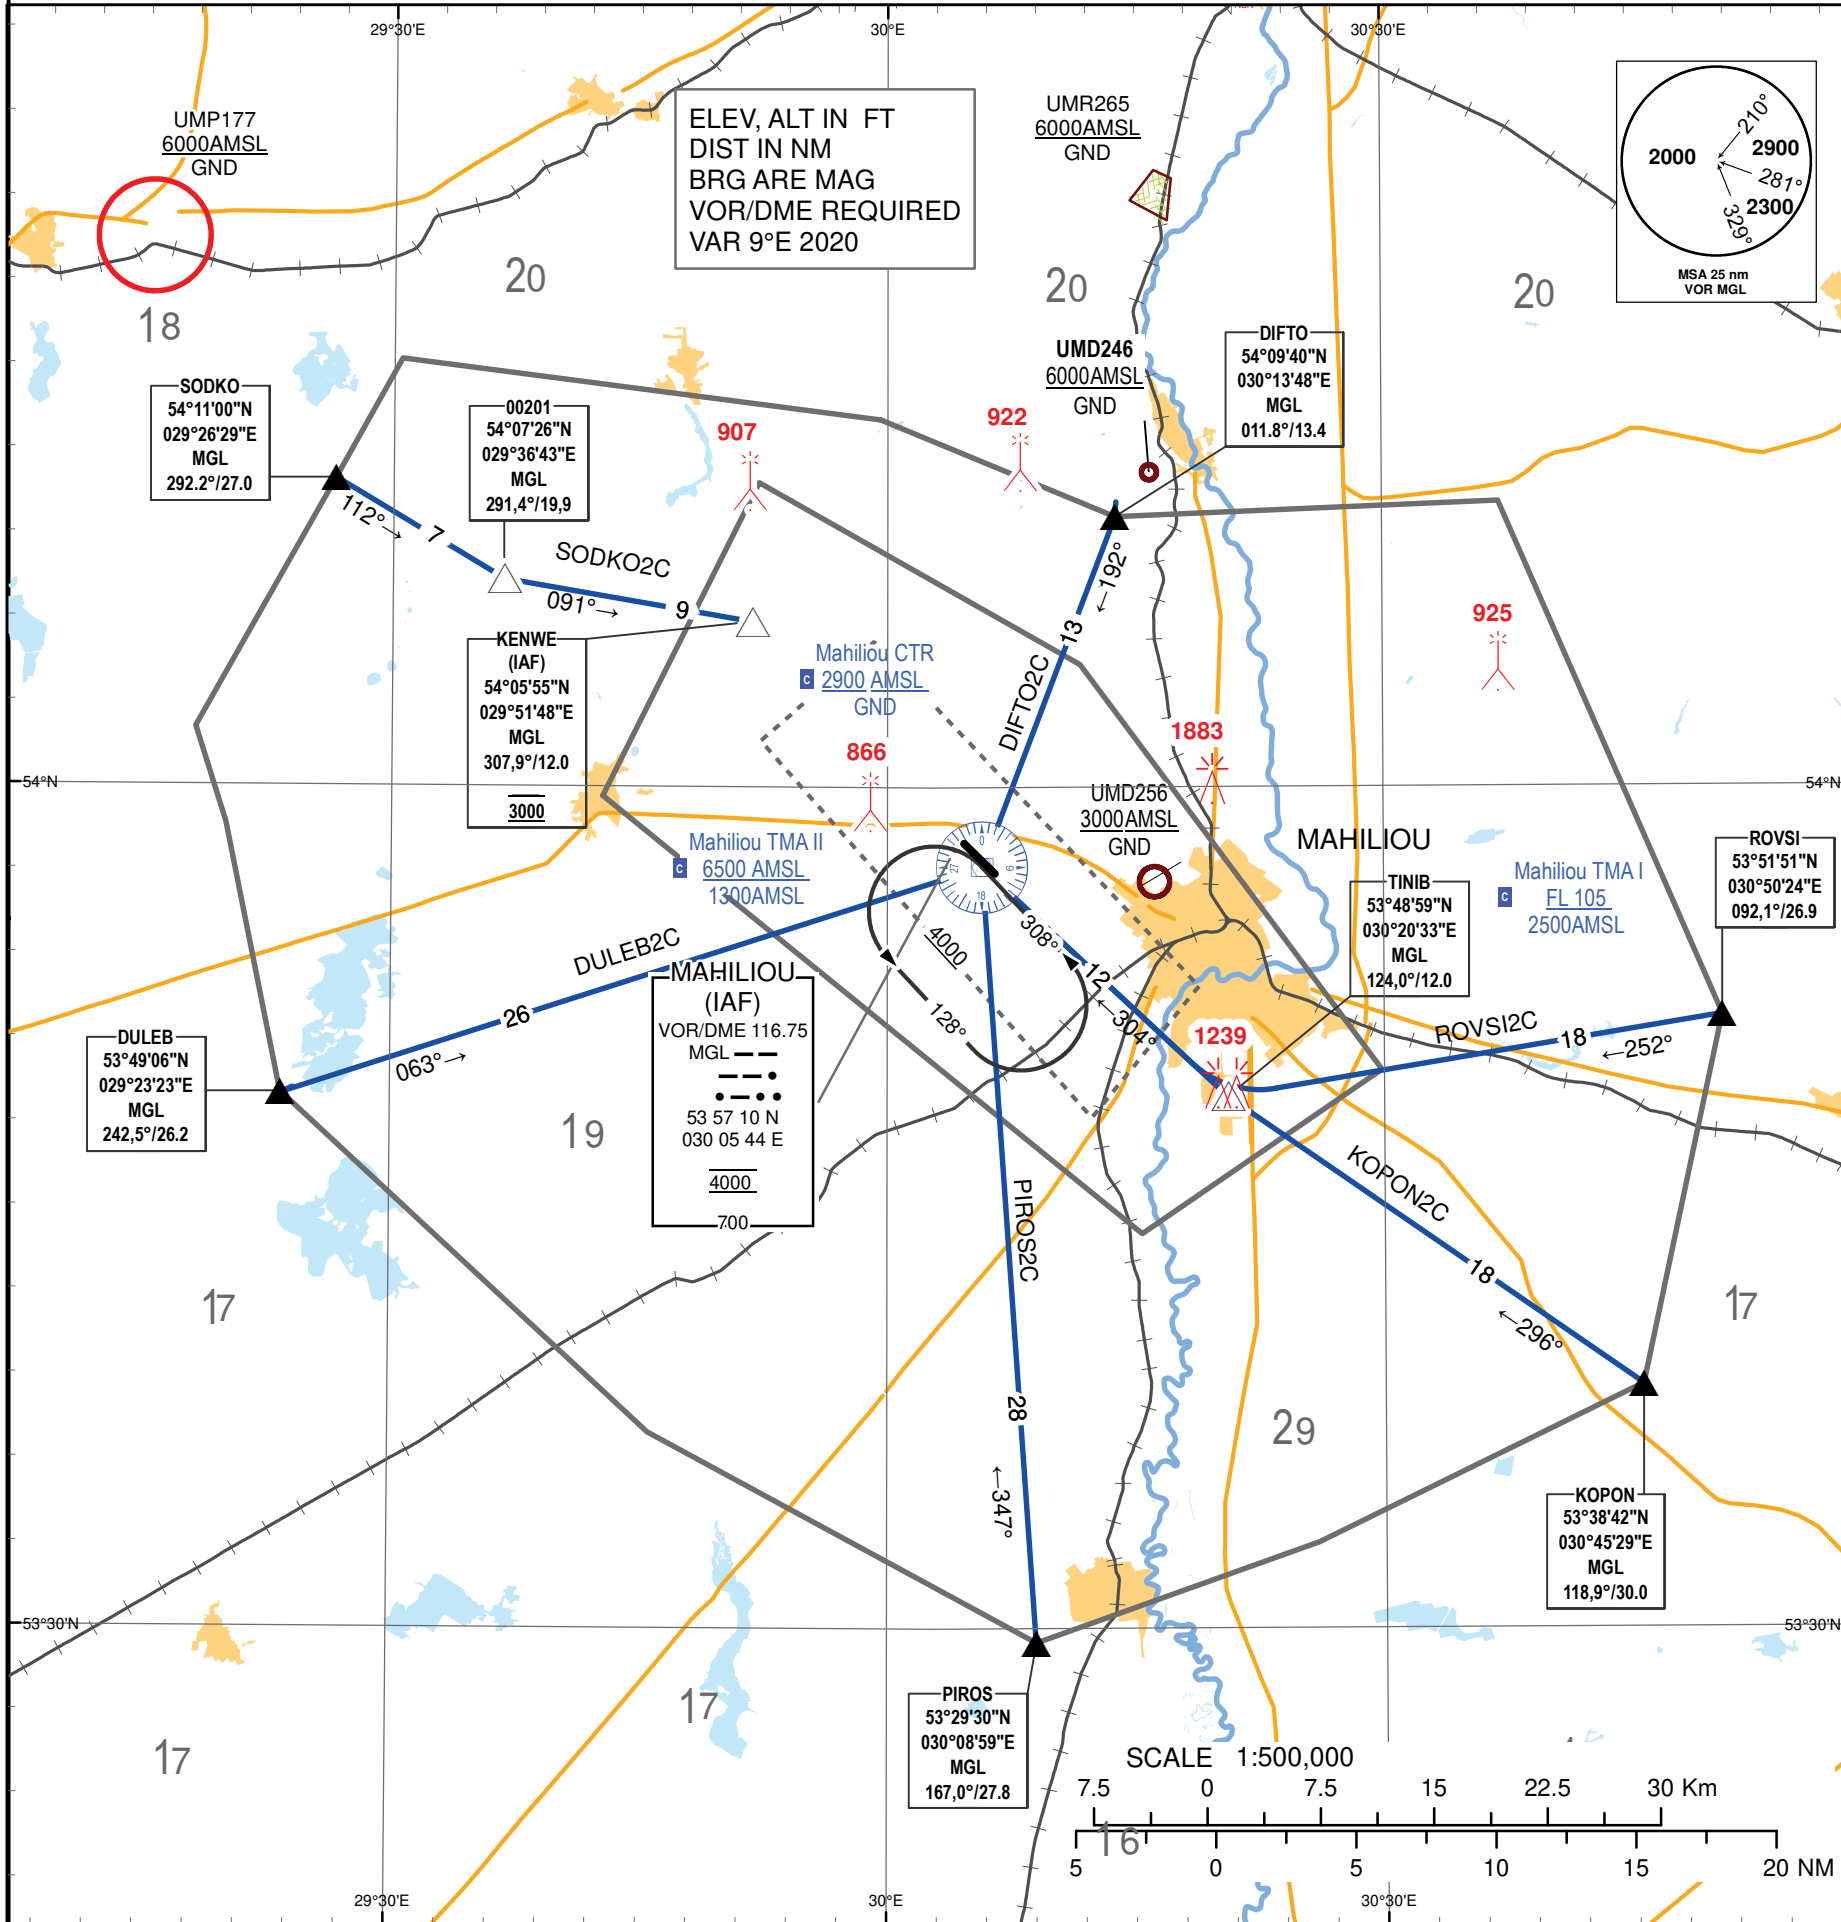 29°30'E
30°E
30°30'E
UMP177
6000AMSL
GND
ELEV, ALT IN FT
DIST IN NM
BRG ARE MAG
VOR/DME REQUIRED
VAR 9°E 2020
UMR265
6000AMSL
GND
210°
2000
2900
281°
2300
329°
MSA 25 nm
VOR MGL
20
20
20
18
UMD246
6000AMSL
GND
DIFTO
54°09'40"N
030°13'48"E
MGL
011.8°/13.4
SODKO
54°11'00"N
029°26'29"E
MGL
292.2°/27.0
00201
54°07'26"N
029°36'43"E
MGL
291,4°/19,9
907
922
925
112°→
7
SODKO2C
091°→
9
←192°
13
DIFTO2C
KENWE
(IAF)
54°05'55"N
029°51'48"E
MGL
307,9°/12.0
3000
Mahiliou CTR
C 2900 AMSL
GND
866
1883
54°N
54°N
UMD256
3000AMSL
GND
MAHILIOU
Mahiliou TMA II
C 6500 AMSL
1300AMSL
0
9
18
27
Mahiliou TMA I
C FL 105
2500AMSL
ROVSI
53°51'51"N
030°50'24"E
092,1°/26.9
TINIB
53°48'59"N
030°20'33"E
MGL
124,0°/12.0
308°
4000
12
←304°
128°
DULEB2C
26
063°→
MAHILIOU
(IAF)
VOR/DME 116.75
MGL
53 57 10 N
030 05 44 E
4000
700
DULEB
53°49'06"N
029°23'23"E
MGL
242,5°/26.2
1239
ROVSI2C
18
←252°
19
KOPON2C
18
←296°
PIROS2C
28
←347°
17
17
29
KOPON
53°38'42"N
030°45'29"E
MGL
118,9°/30.0
53°30'N
53°30'N
PIROS
53°29'30"N
030°08'59"E
MGL
167,0°/27.8
17
17
SCALE 1:500,000
7.5 0 7.5 15 22.5 30 Km
16
5 0 5 10 15 20 NM
29°30'E
30°E
30°30'E